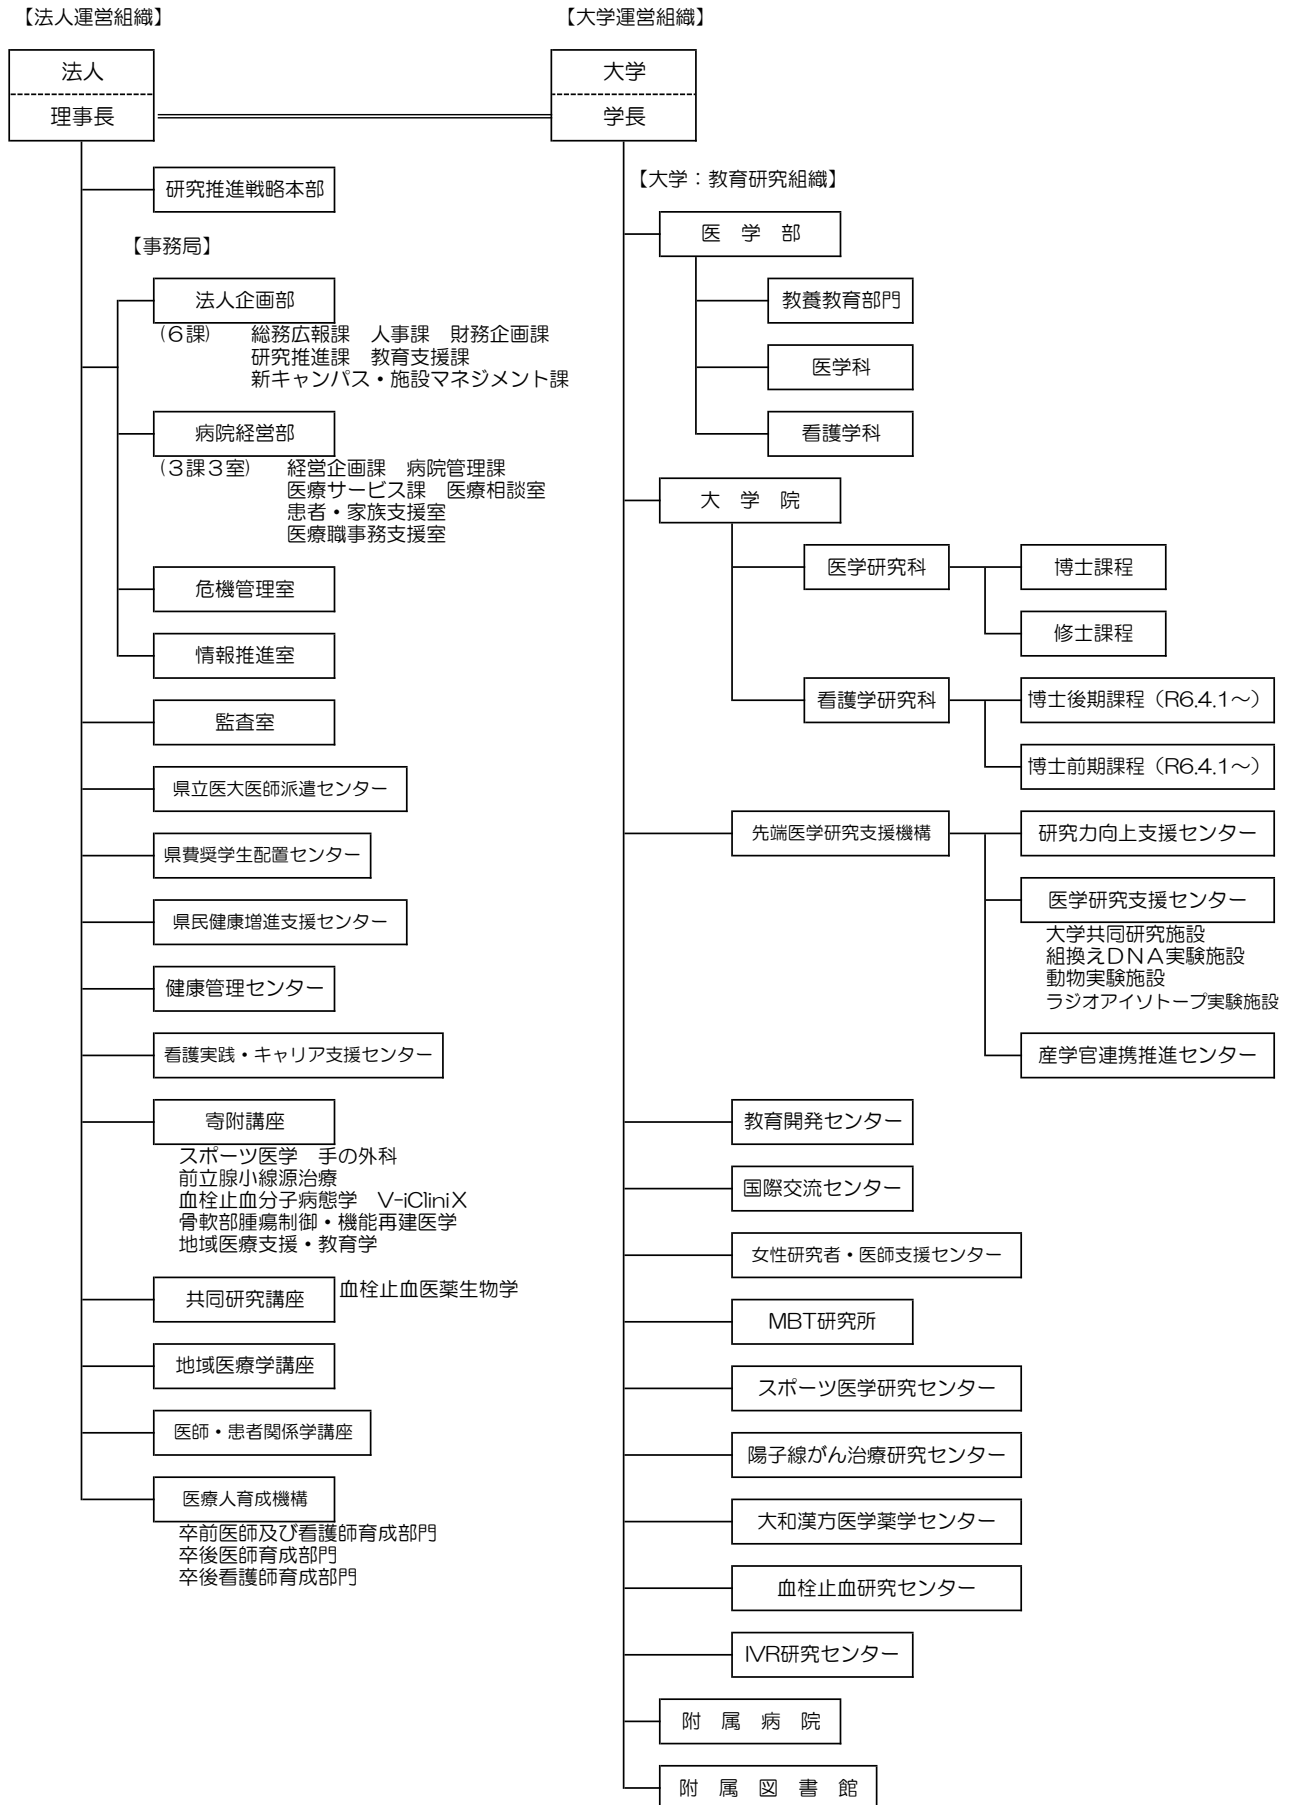 【法人運営組織】
法人
理事長
研究推進戦略本部
【事務局】
法人企画部
(６課) 総務広報課　人事課　財務企画課
研究推進課　教育支援課
新キャンパス・施設マネジメント課
病院経営部
(３課３室) 経営企画課　病院管理課
医療サービス課　医療相談室
患者・家族支援室
医療職事務支援室
危機管理室
情報推進室
監査室
県立医大医師派遣センター
県費奨学生配置センター
県民健康増進支援センター
健康管理センター
看護実践・キャリア支援センター
寄附講座
スポーツ医学　手の外科
前立腺小線源治療
血栓止血分子病態学　V-iCliniX
骨軟部腫瘍制御・機能再建医学
地域医療支援・教育学
共同研究講座
血栓止血医薬生物学
地域医療学講座
医師・患者関係学講座
医療人育成機構
卒前医師及び看護師育成部門
卒後医師育成部門
卒後看護師育成部門
【大学運営組織】
大学
学長
【大学：教育研究組織】
医　学　部
教養教育部門
医学科
看護学科
大　学　院
医学研究科
博士課程
修士課程
看護学研究科
博士後期課程（R6.4.1～）
博士前期課程（R6.4.1～）
先端医学研究支援機構
研究力向上支援センター
医学研究支援センター
大学共同研究施設
組換えＤＮＡ実験施設
動物実験施設
ラジオアイソトープ実験施設
産学官連携推進センター
教育開発センター
国際交流センター
女性研究者・医師支援センター
MBT研究所
スポーツ医学研究センター
陽子線がん治療研究センター
大和漢方医学薬学センター
血栓止血研究センター
IVR研究センター
附　属　病　院
附　属　図　書　館